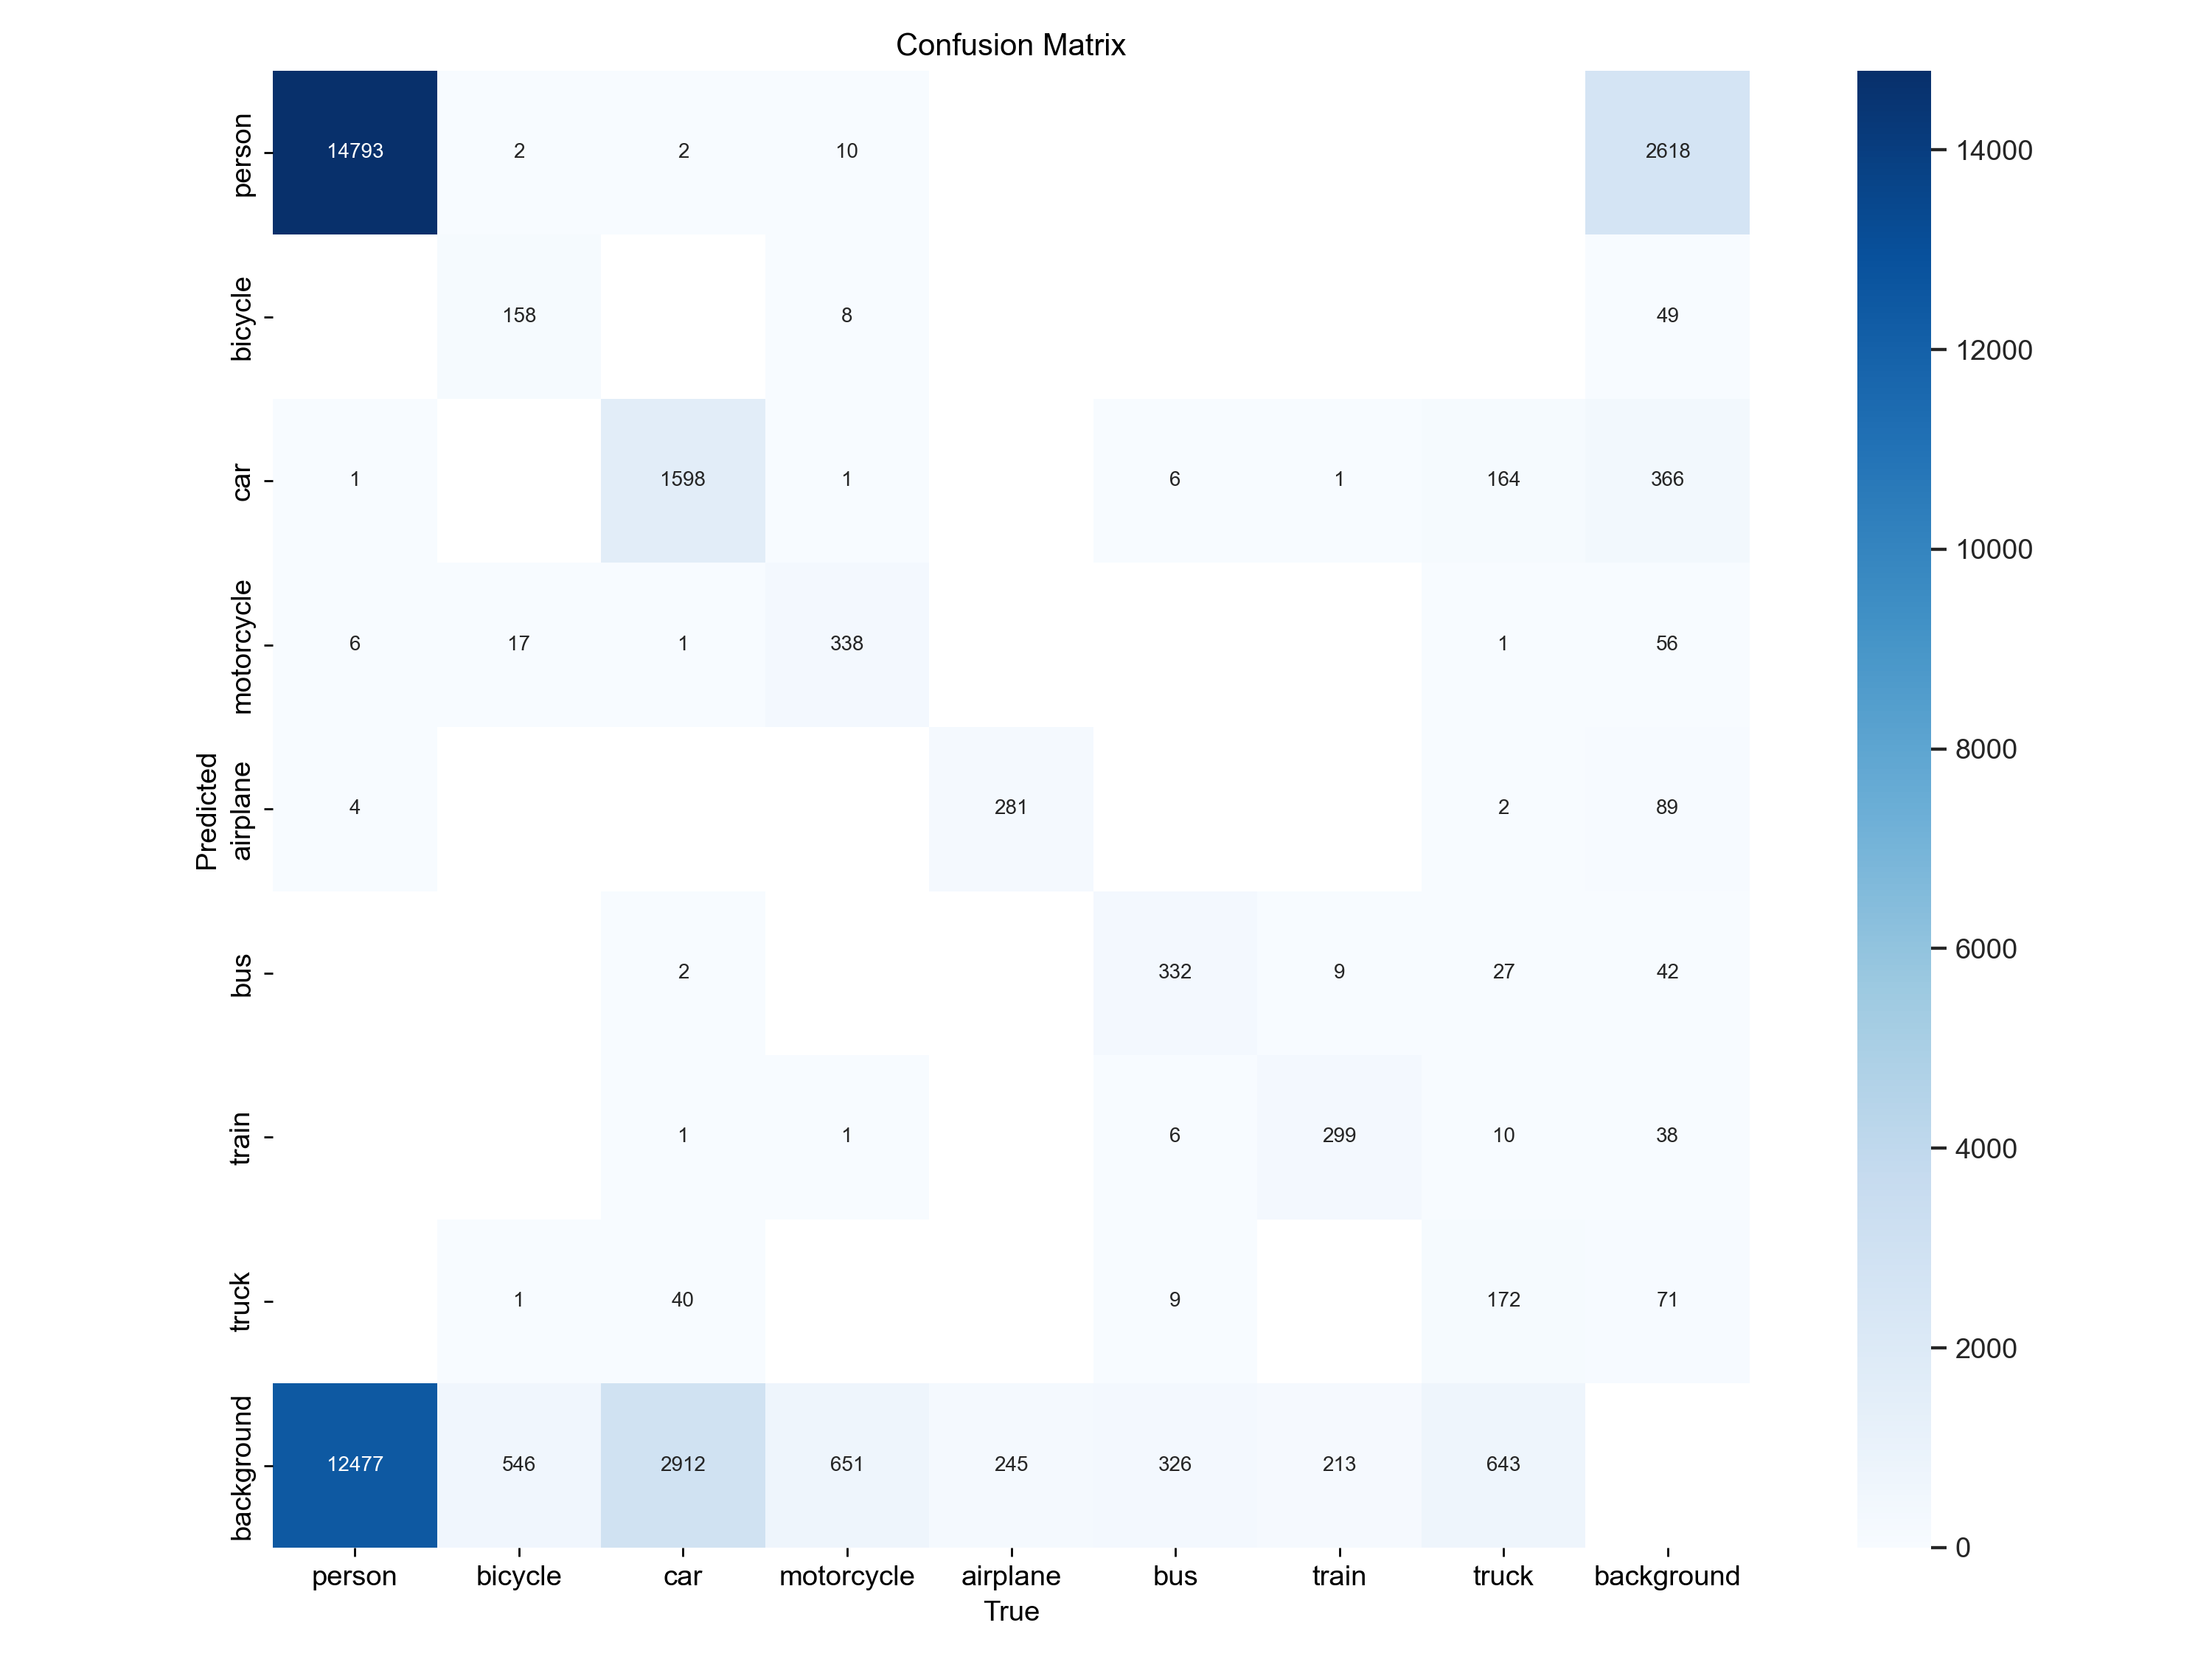 Confusion Matrix
person 14793 2 2 10 2618 14000
bicycle 158 8 49 12000
car 1 1598 1 6 1 164 366 10000
motorcycle 6 17 1 338 1 56
Predicted
airplane 4 281 2 89 8000
bus 2 332 9 27 42 6000
train 1 1 6 299 10 38 4000
truck 1 40 9 172 71 2000
background 12477 546 2912 651 245 326 213 643 0
person bicycle car motorcycle airplane bus train truck background
True